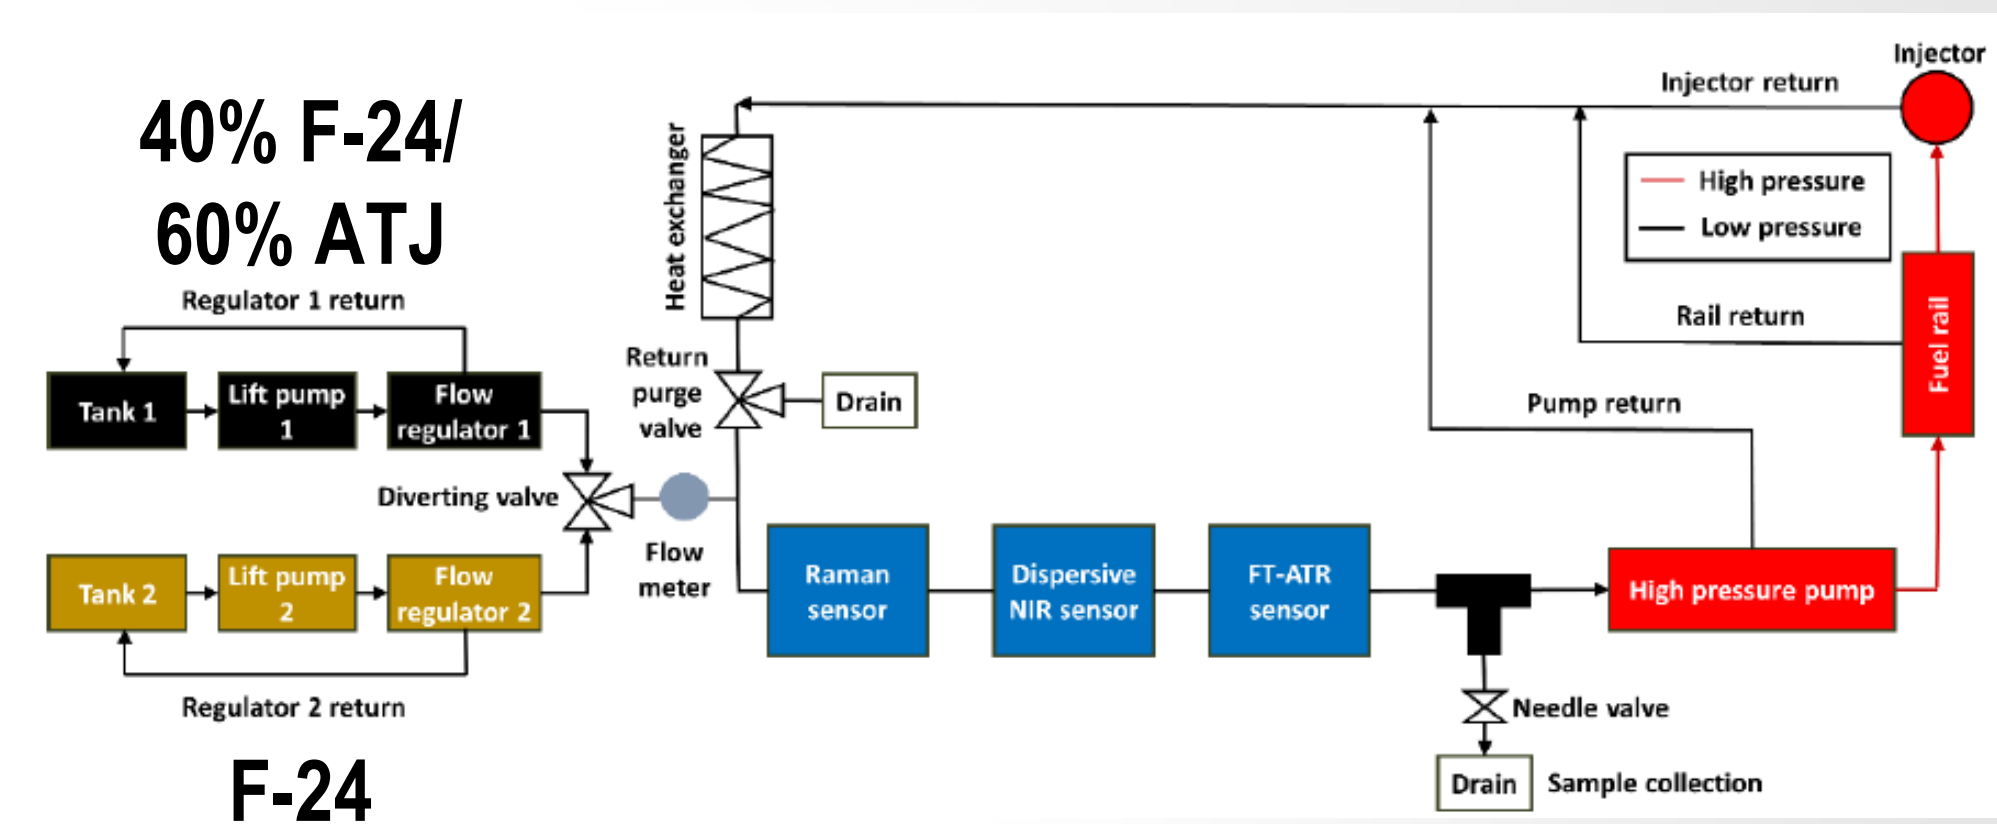 40% F-24/
60% ATJ
Regulator 1 return
Tank 1
Lift pump
1
Flow
regulator 1
Diverting valve
Tank 2
Lift pump
2
Flow
regulator 2
Regulator 2 return
F-24
Heat exchanger
Return
purge
valve
Drain
Flow
meter
Raman
sensor
Dispersive
NIR sensor
FT-ATR
sensor
Needle valve
Drain
Sample collection
High pressure pump
Pump return
Rail return
Fuel rail
High pressure
Low pressure
Injector return
Injector